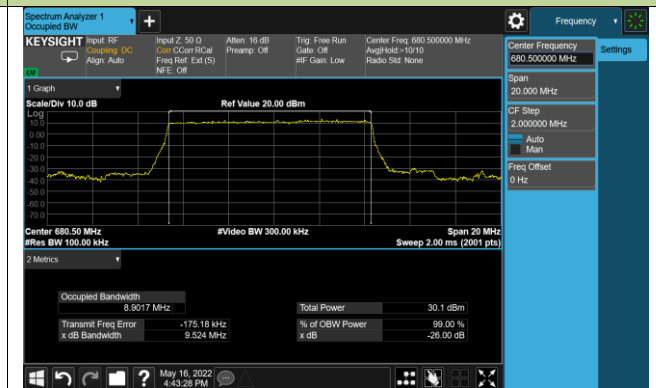 Spectrum Analyzer 1
Occupied BW
+
Frequency
KEYSIGHT
Input: RF
Coupling: DC
Align: Auto
Input Z: 50 Ω
Corr CCorr RCal
Freq Ref: Ext (S)
NFE: Off
Atten: 16 dB
Preamp: Off
Trig: Free Run
Gate: Off
#IF Gain: Low
Center Freq: 680.500000 MHz
Avg|Hold:>10/10
Radio Std: None
Center Frequency
680.500000 MHz
Settings
Span
20.000 MHz
CF Step
2.000000 MHz
Auto
Man
Freq Offset
0 Hz
1 Graph
Scale/Div 10.0 dB
Ref Value 20.00 dBm
Log
10.0
0.00
-10.0
-20.0
-30.0
-40.0
-50.0
-60.0
-70.0
Center 680.50 MHz
#Video BW 300.00 kHz
Span 20 MHz
#Res BW 100.00 kHz
Sweep 2.00 ms (2001 pts)
2 Metrics
Occupied Bandwidth
8.9017 MHz
Total Power
30.1 dBm
Transmit Freq Error
-175.18 kHz
% of OBW Power
99.00 %
x dB Bandwidth
9.524 MHz
x dB
-26.00 dB
?
May 16, 2022
4:43:28 PM